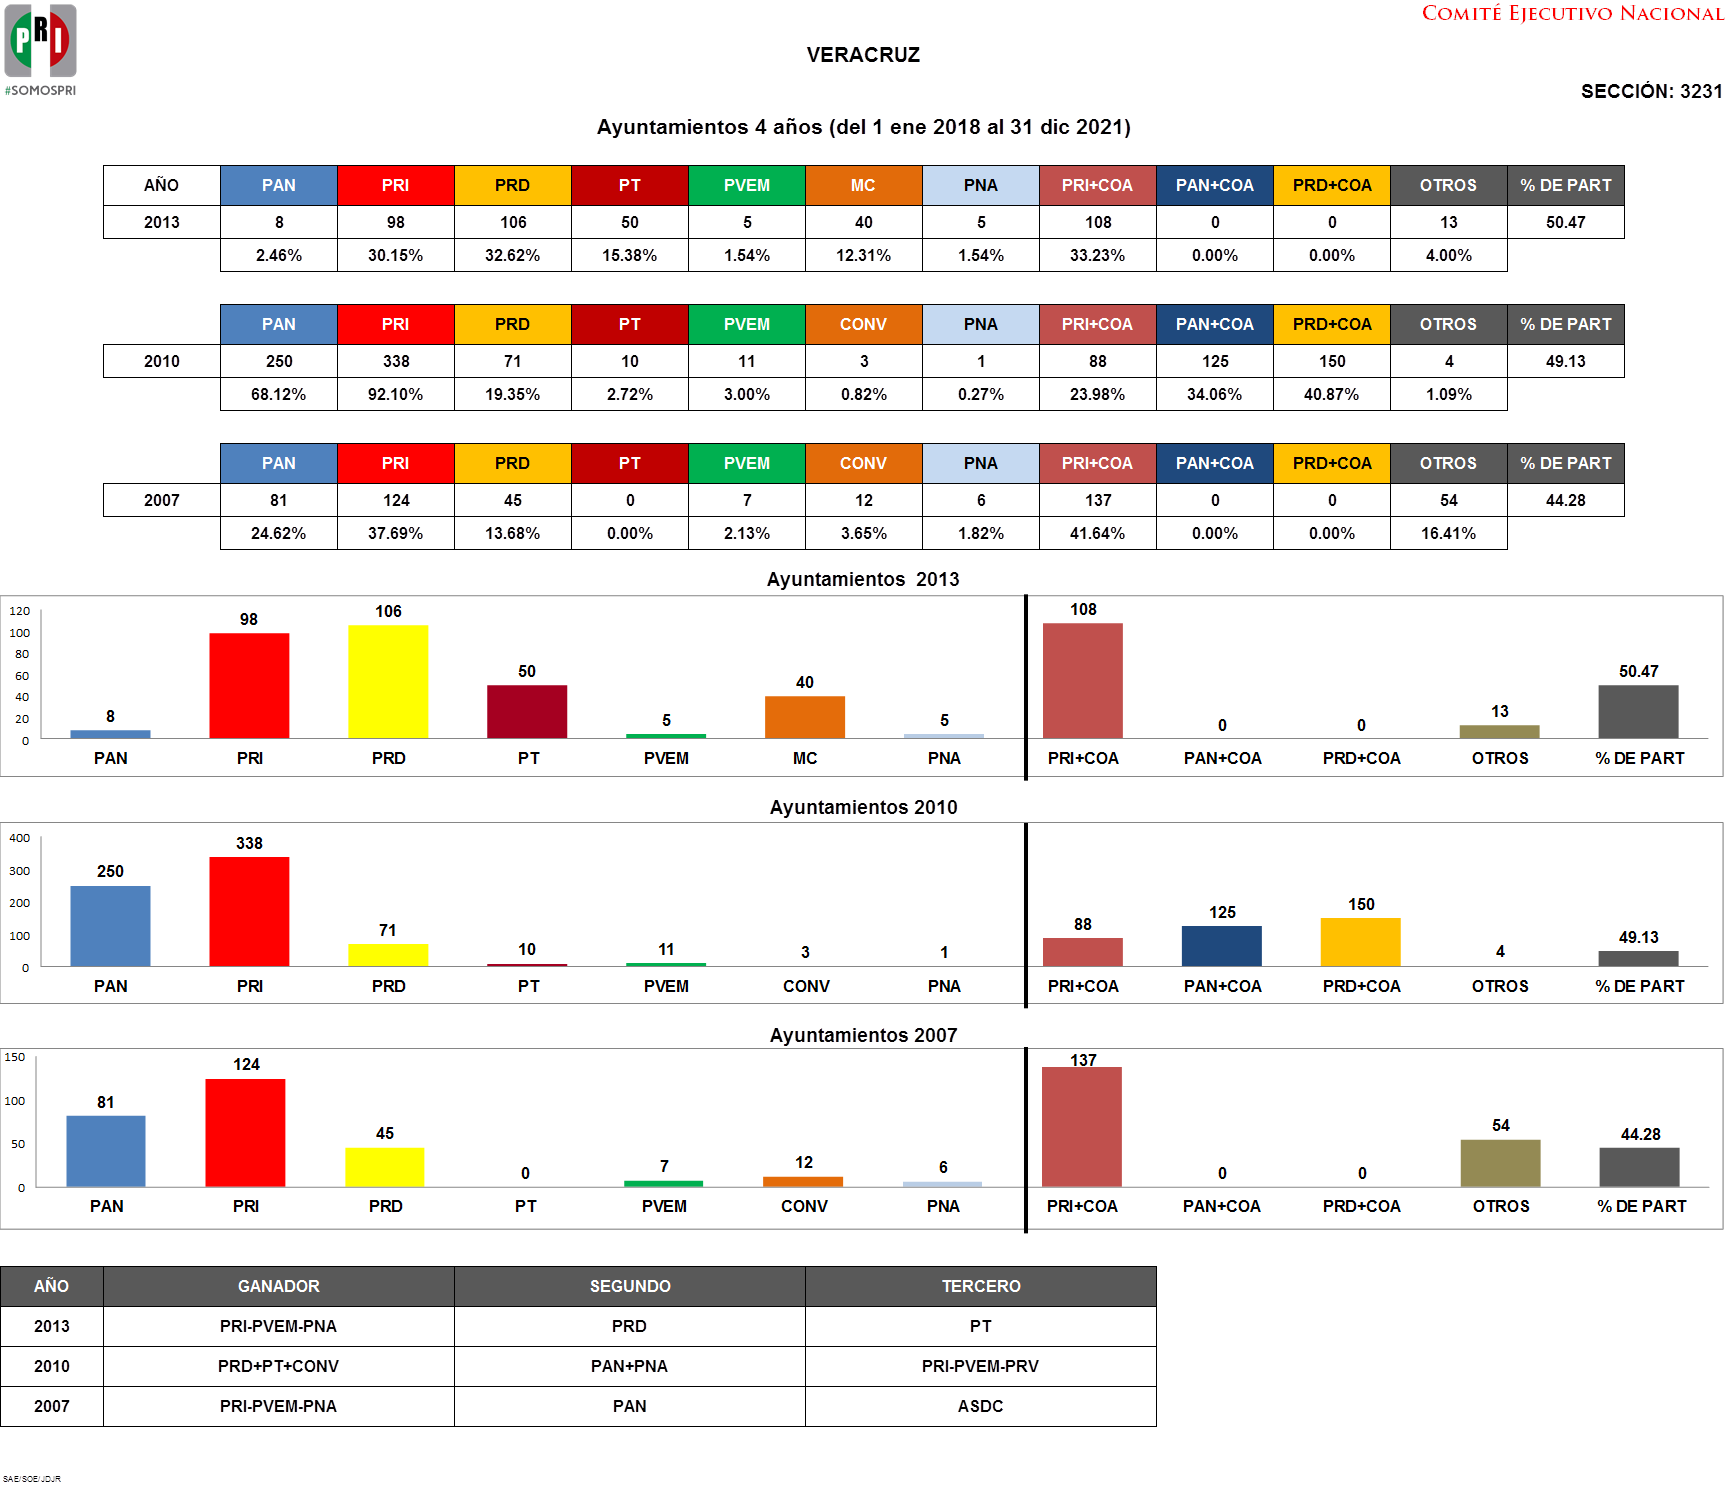 PRI
#SOMOSPRI
COMITÉ EJECUTIVO NACIONAL
VERACRUZ
SECCIÓN: 3231
Ayuntamientos 4 años (del 1 ene 2018 al 31 dic 2021)
AÑO PAN PRI PRD PT PVEM MC PNA PRI+COA PAN+COA PRD+COA OTROS % DE PART
2013 8 98 106 50 5 40 5 108 0 0 13 50.47
2.46% 30.15% 32.62% 15.38% 1.54% 12.31% 1.54% 33.23% 0.00% 0.00% 4.00%
PAN PRI PRD PT PVEM CONV PNA PRI+COA PAN+COA PRD+COA OTROS % DE PART
2010 250 338 71 10 11 3 1 88 125 150 4 49.13
68.12% 92.10% 19.35% 2.72% 3.00% 0.82% 0.27% 23.98% 34.06% 40.87% 1.09%
PAN PRI PRD PT PVEM CONV PNA PRI+COA PAN+COA PRD+COA OTROS % DE PART
2007 81 124 45 0 7 12 6 137 0 0 54 44.28
24.62% 37.69% 13.68% 0.00% 2.13% 3.65% 1.82% 41.64% 0.00% 0.00% 16.41%
Ayuntamientos 2013
120
100
80
60
40
20
0
8 98 106 50 5 40 5 108 0 0 13 50.47
PAN PRI PRD PT PVEM MC PNA PRI+COA PAN+COA PRD+COA OTROS % DE PART
Ayuntamientos 2010
400
300
200
100
0
250 338 71 10 11 3 1 88 125 150 4 49.13
PAN PRI PRD PT PVEM CONV PNA PRI+COA PAN+COA PRD+COA OTROS % DE PART
Ayuntamientos 2007
150
100
50
0
81 124 45 0 7 12 6 137 0 0 54 44.28
PAN PRI PRD PT PVEM CONV PNA PRI+COA PAN+COA PRD+COA OTROS % DE PART
AÑO GANADOR SEGUNDO TERCERO
2013 PRI-PVEM-PNA PRD PT
2010 PRD+PT+CONV PAN+PNA PRI-PVEM-PRV
2007 PRI-PVEM-PNA PAN ASDC
SAE/SOE/JDJR